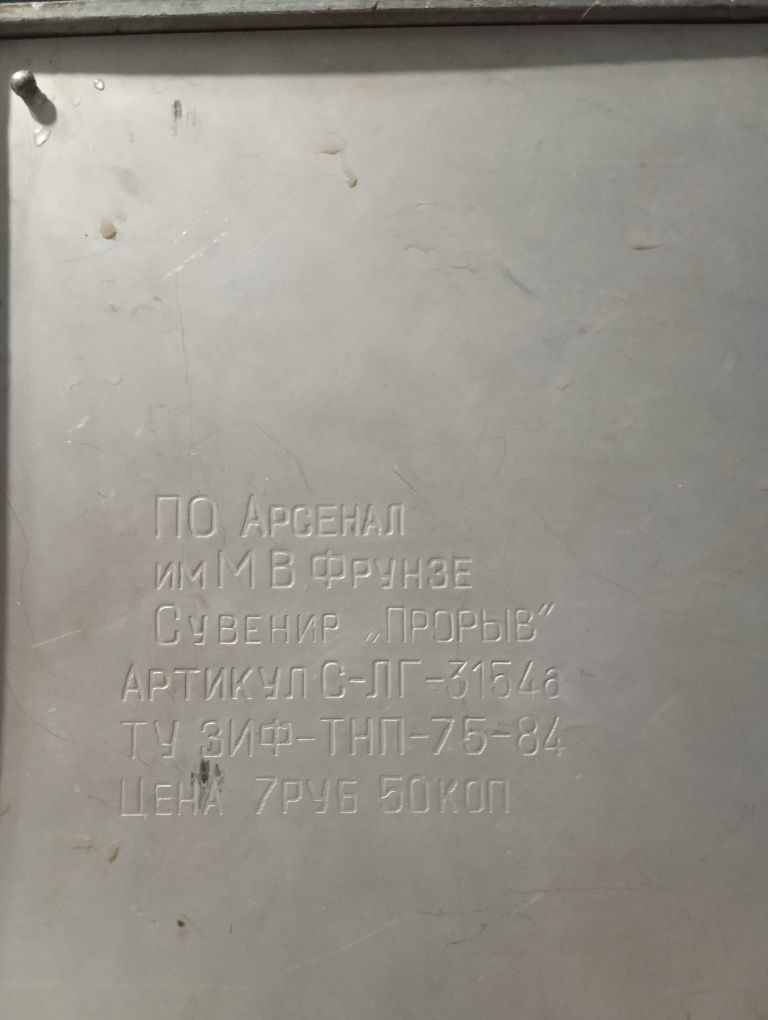 ПО Арсенал
им М В Фрунзе
Сувенир „Прорыв”
Артикул С-ЛГ-3154а
ТУ ЗИФ-ТНП-75-84
Цена 7руб 50коп